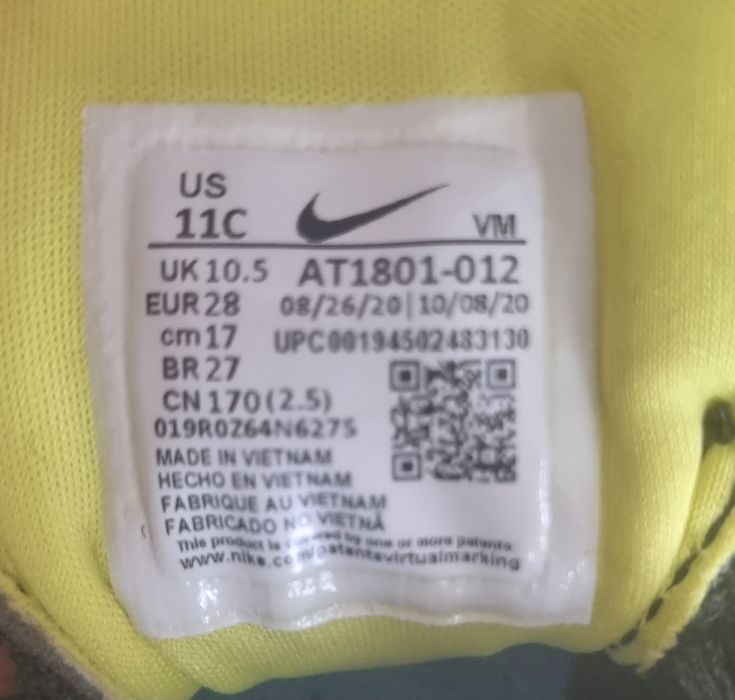 US
11C
VM
UK 10.5 AT1801-012
EUR 28 08/26/20|10/08/20
cm 17 UPC00194502483130
BR 27
CN 170 (2.5)
019R0Z64N6275
MADE IN VIETNAM
HECHO EN VIETNAM
FABRIQUE AU VIETNAM
FABRICADO NO VIETNÃ
This product is covered by one or more patents.
www.nike.com/patentsvirtualmarking